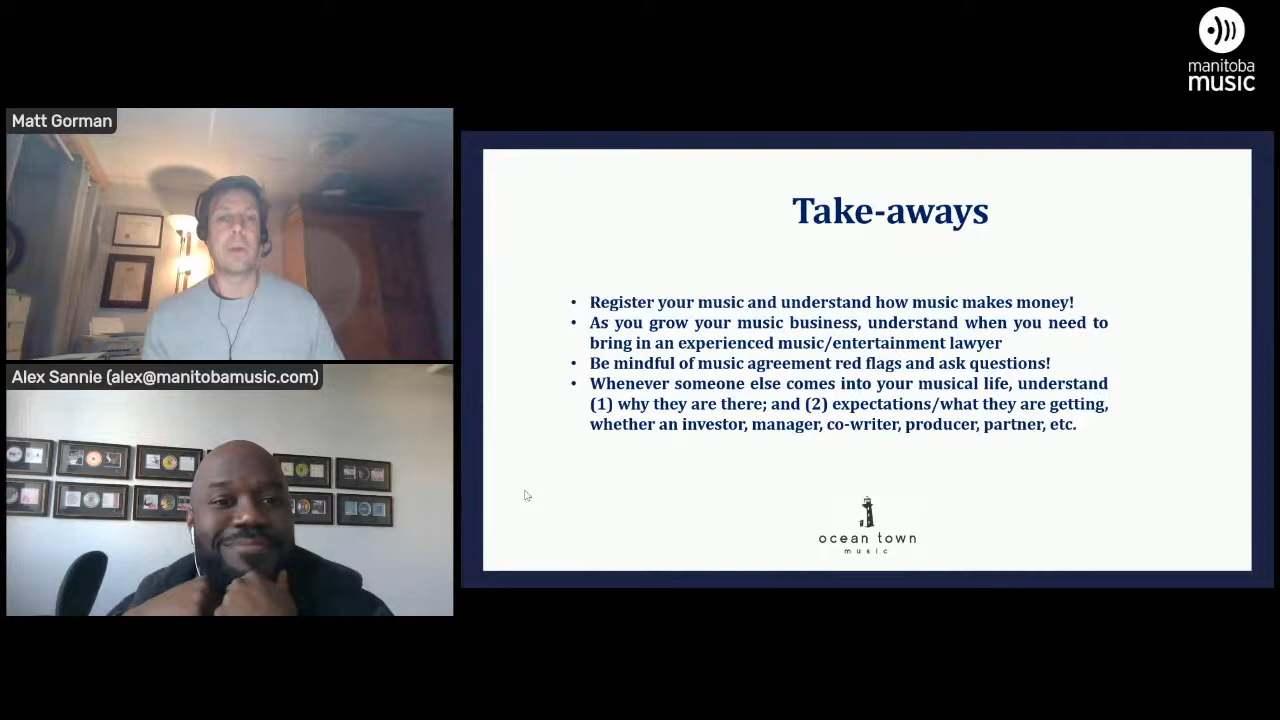 manitoba
music
Matt Gorman
Alex Sannie (alex@manitobamusic.com)
Take-aways
• Register your music and understand how music makes money!
• As you grow your music business, understand when you need to
bring in an experienced music/entertainment lawyer
• Be mindful of music agreement red flags and ask questions!
• Whenever someone else comes into your musical life, understand
(1) why they are there; and (2) expectations/what they are getting,
whether an investor, manager, co-writer, producer, partner, etc.
ocean town
music